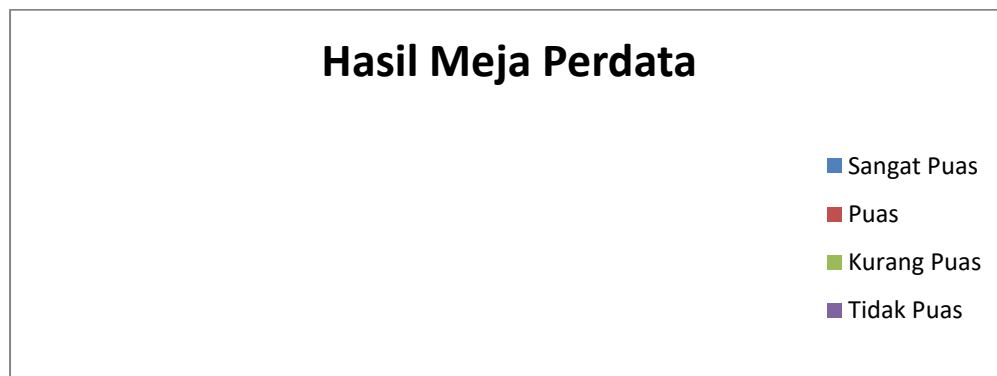 Hasil Meja Perdata
Sangat Puas
Puas
Kurang Puas
Tidak Puas